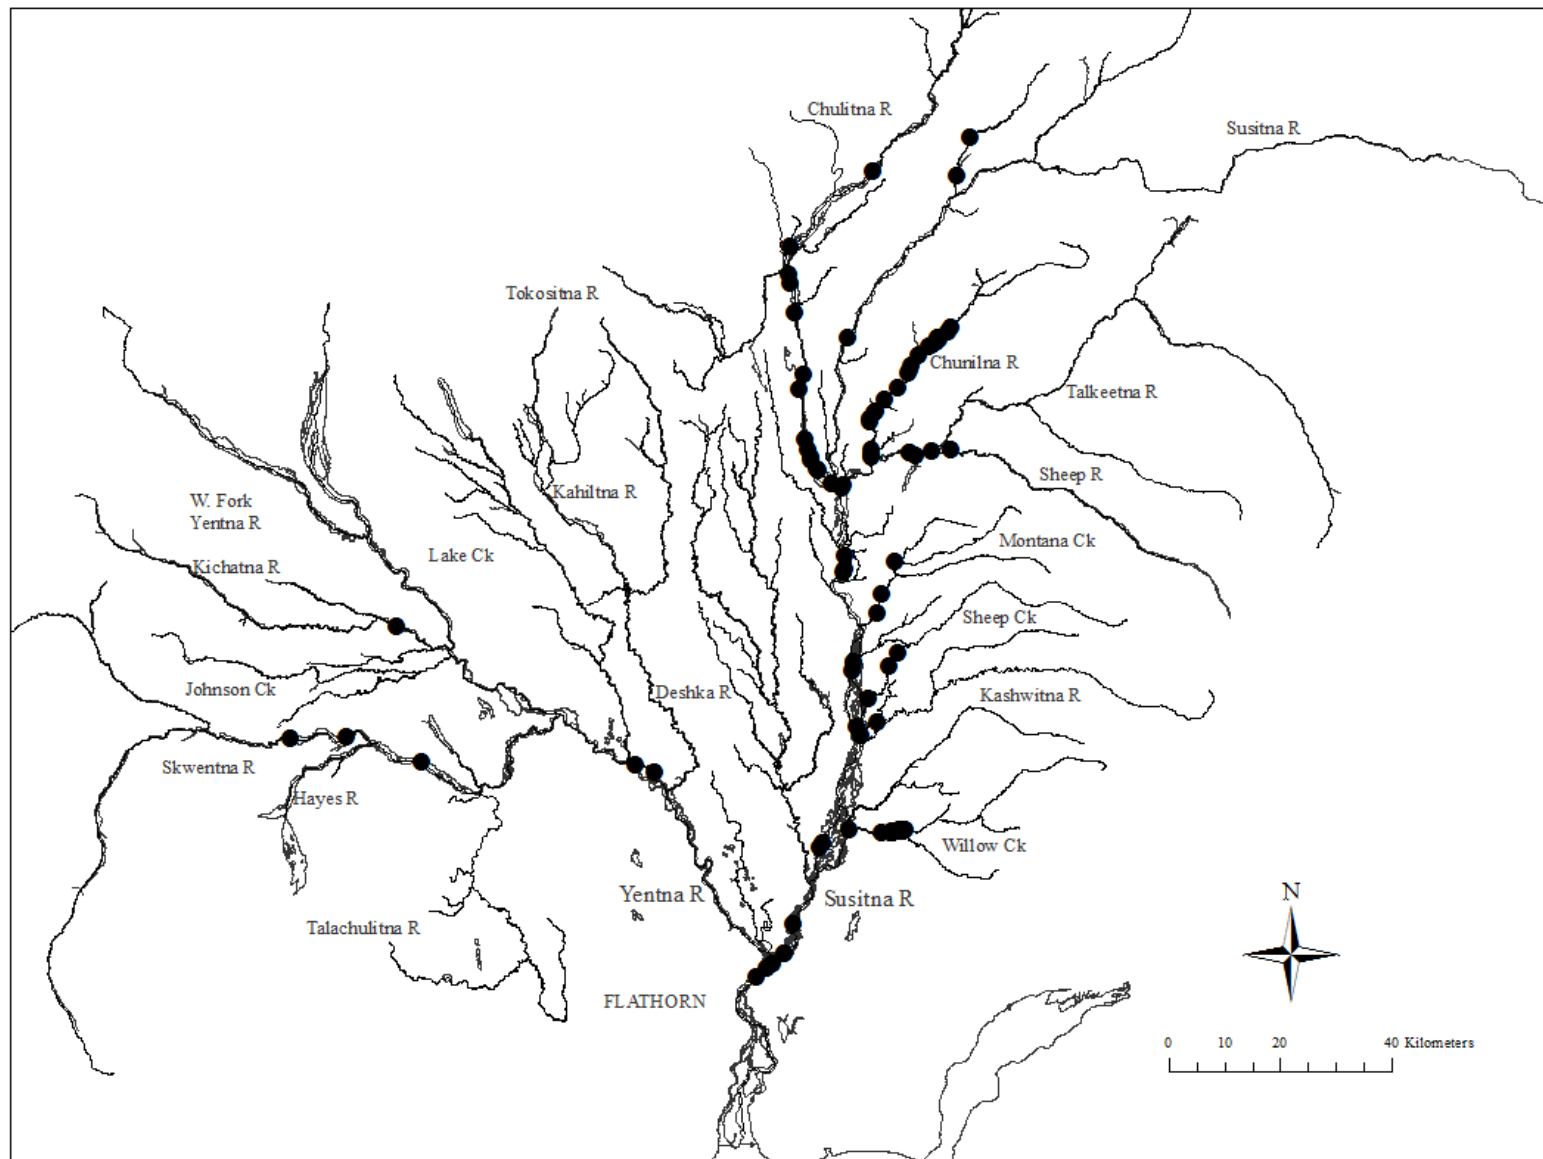 Chulitna R
Susitna R
Tokositna R
Chunilna R
Talkeetna R
Sheep R
Kahiltna R
W. Fork
Yentna R
Lake Ck
Montana Ck
Kichatna R
Sheep Ck
Johnson Ck
Deshka R
Kashwitna R
Skwentna R
Hayes R
Willow Ck
Yentna R
Susitna R
N
Talachulitna R
FLATHORN
0 10 20 40 Kilometers